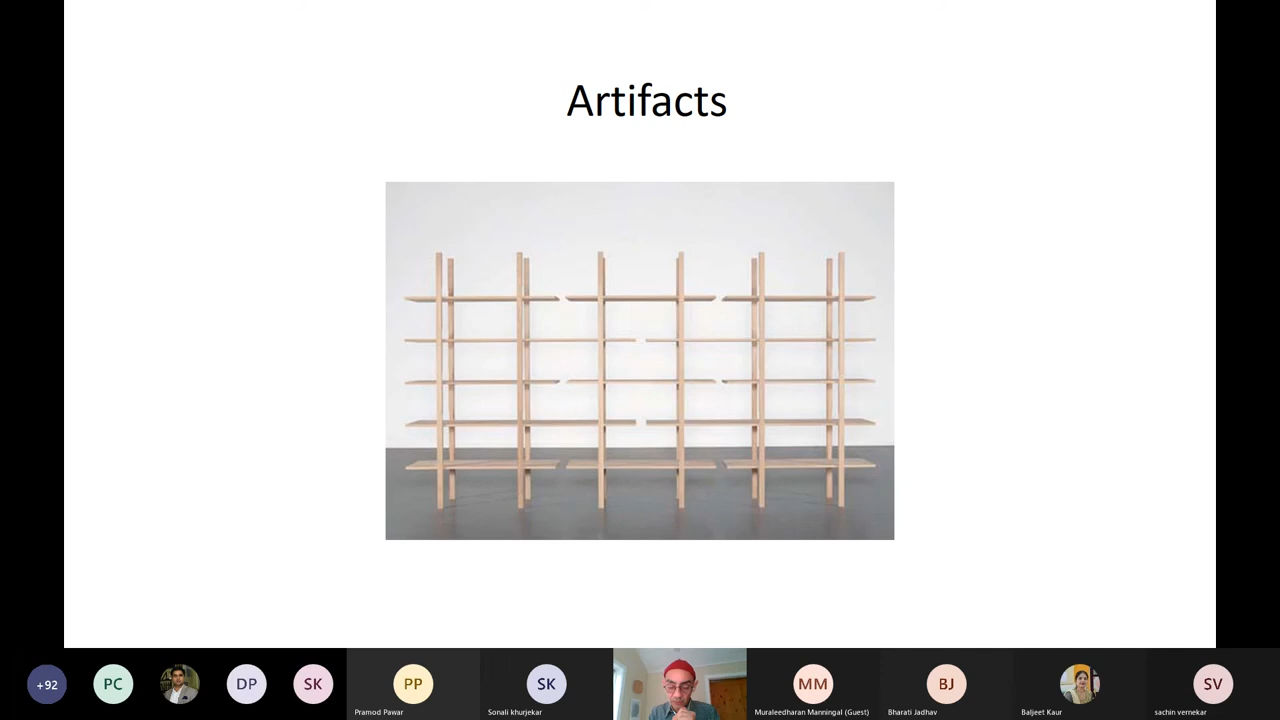 Artifacts
+92
PC
DP
SK
PP
Pramod Pawar
SK
Sonali khurjekar
MM
Muraleedharan Manningal (Guest)
BJ
Bharati Jadhav
Baljeet Kaur
SV
sachin vernekar